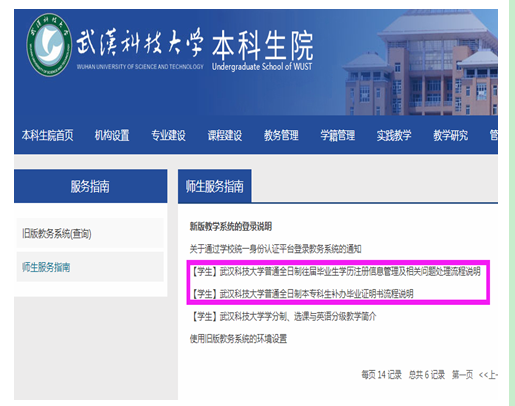 武汉科技大学 本科生院
WUHAN UNIVERSITY OF SCIENCE AND TECHNOLOGY Undergraduate School of WUST
本科生院首页 机构设置 专业建设 课程建设 教务管理 学籍管理 实践教学 教学研究 管
服务指南
旧版教务系统(查询)
师生服务指南
师生服务指南
新版教学系统的登录说明
关于通过学校统一身份认证平台登录教务系统的通知
【学生】武汉科技大学普通全日制往届毕业生学历注册信息管理及相关问题处理流程说明
【学生】武汉科技大学普通全日制本专科生补办毕业证明书流程说明
【学生】武汉科技大学学分制、选课与英语分级教学简介
使用旧版教务系统的环境设置
每页 14 记录 总共 6 记录 第一页 <<上